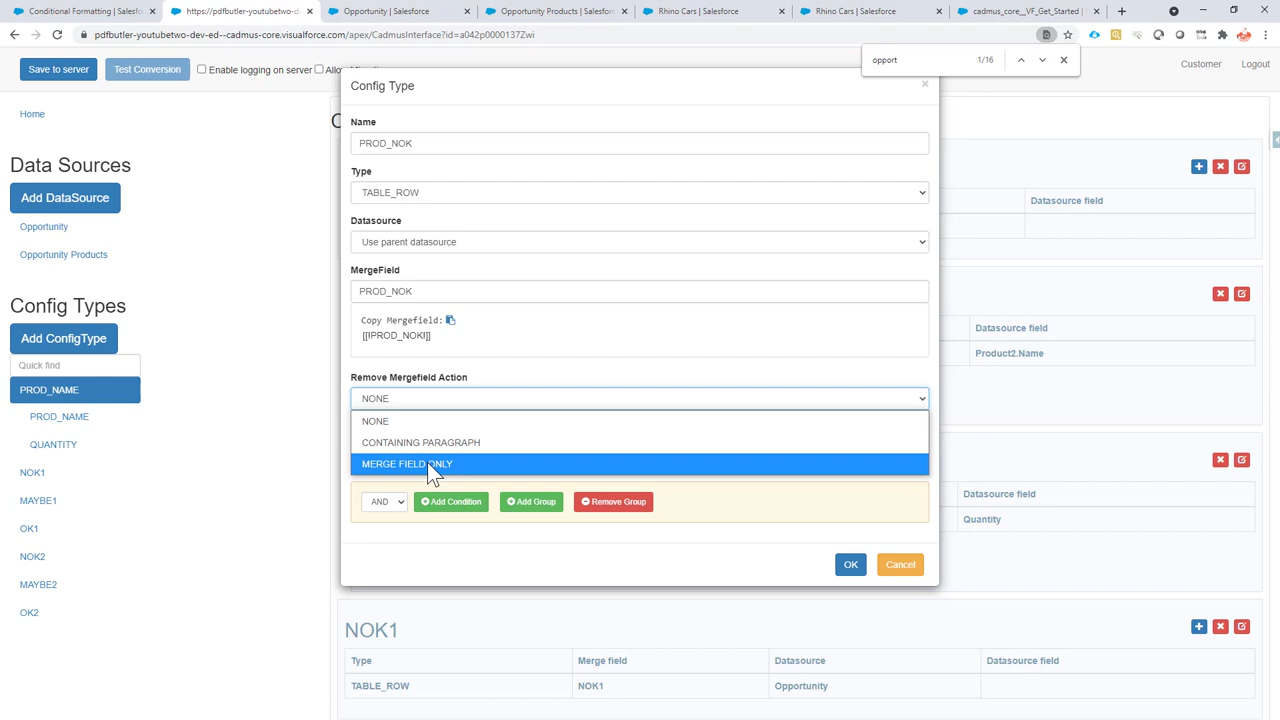 Conditional Formatting | Salesfo
https://pdfbutler-youtubetwo-d
Opportunity | Salesforce
Opportunity Products | Salesforc
Rhino Cars | Salesforce
Rhino Cars | Salesforce
cadmus_core__VF_Get_Started |
pdfbutler-youtubetwo-dev-ed--cadmus-core.visualforce.com/apex/CadmusInterface?id=a042p0000137Zwi
opport 1/16
Save to server Test Conversion Enable logging on server Customer Logout
Config Type
Home
Data Sources
Add DataSource
Opportunity
Opportunity Products
Config Types
Add ConfigType
Quick find
PROD_NAME
PROD_NAME
QUANTITY
NOK1
MAYBE1
OK1
NOK2
MAYBE2
OK2
Name
PROD_NOK
Type
TABLE_ROW
Datasource
Use parent datasource
MergeField
PROD_NOK
Copy Mergefield:
[[!PROD_NOK!]]
Remove Mergefield Action
NONE
NONE
CONTAINING PARAGRAPH
MERGE FIELD ONLY
AND Add Condition Add Group Remove Group
OK Cancel
Datasource field
Datasource field
Product2.Name
Datasource field
Quantity
NOK1
Type Merge field Datasource Datasource field
TABLE_ROW NOK1 Opportunity